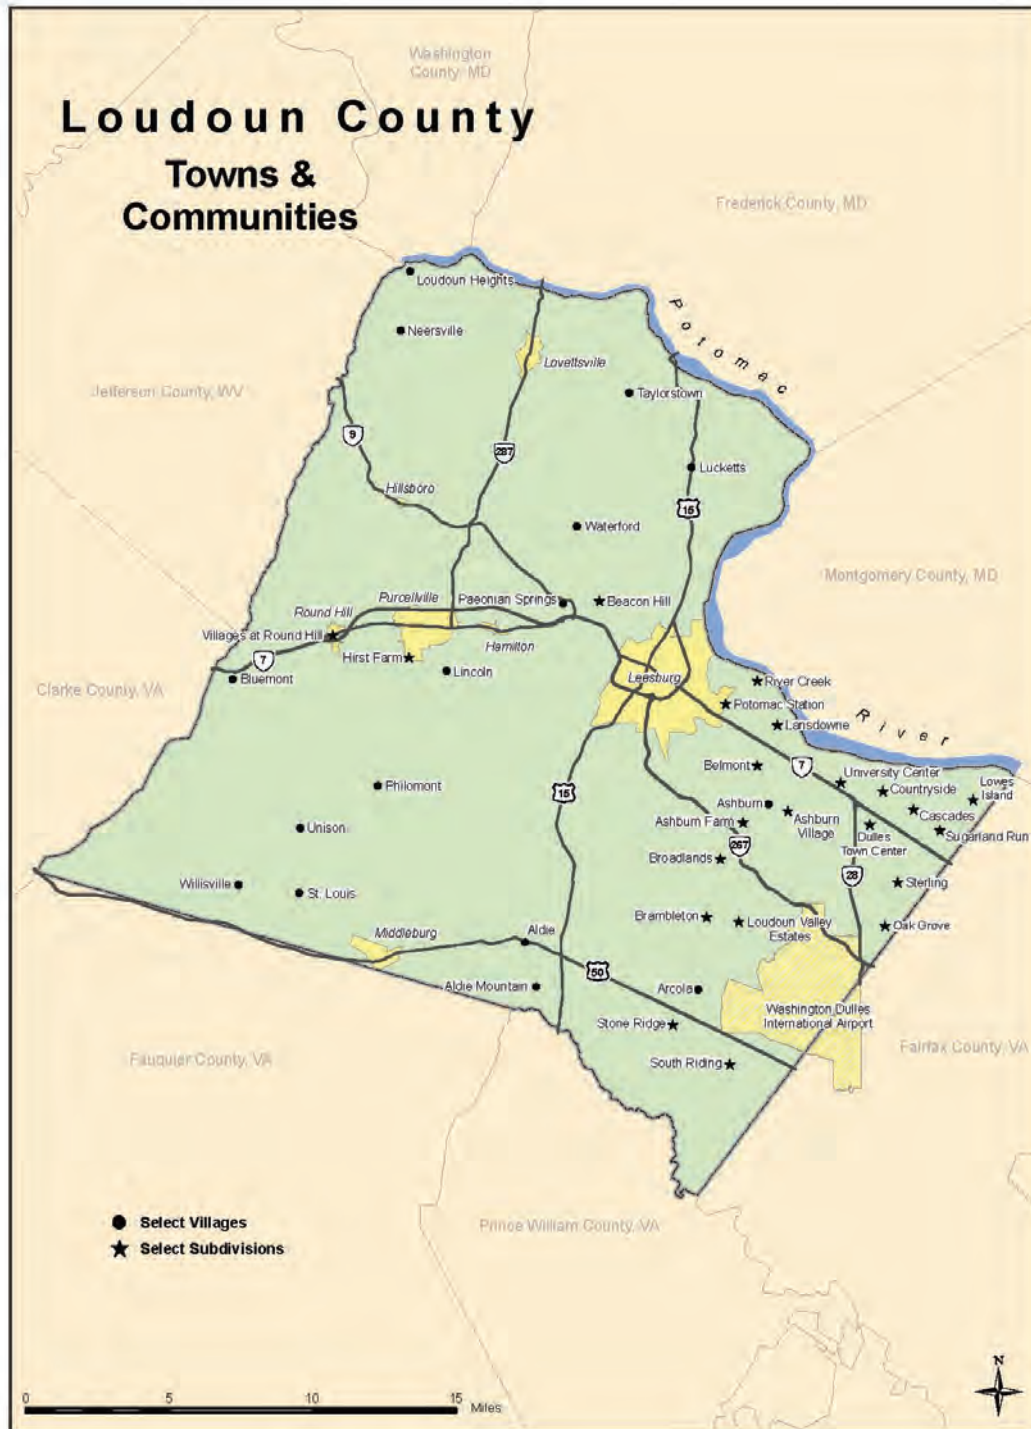 Washington
County, MD
Loudoun County
Towns &
Communities
Frederick County, MD
Loudoun Heights
Potomac
Neersville
Lovettsville
Jefferson County, WV
Taylorstown
9
287
Lucketts
Hillsboro
15
Waterford
Montgomery County, MD
Purcellville
Paeonian Springs
Beacon Hill
Round Hill
Villages at Round Hill
Hamilton
Hirst Farm
7
Lincoln
Leesburg
River Creek
Bluemont
Clarke County, VA
Potomac Station
River
Lansdowne
Belmont
7
University Center
Lowes
Island
Countryside
Philomont
15
Ashburn
Ashburn
Village
Cascades
Ashburn Farm
Dulles
Town Center
Sugarland Run
Unison
267
Broadlands
28
Willisville
St. Louis
Sterling
Brambleton
Loudoun Valley
Estates
Oak Grove
Middleburg
Aldie
50
Aldie Mountain
Arcola
Washington Dulles
International Airport
Stone Ridge
Fairfax County, VA
Fauquier County, VA
South Riding
Select Villages
Select Subdivisions
Prince William County, VA
N
0 5 10 15
Miles